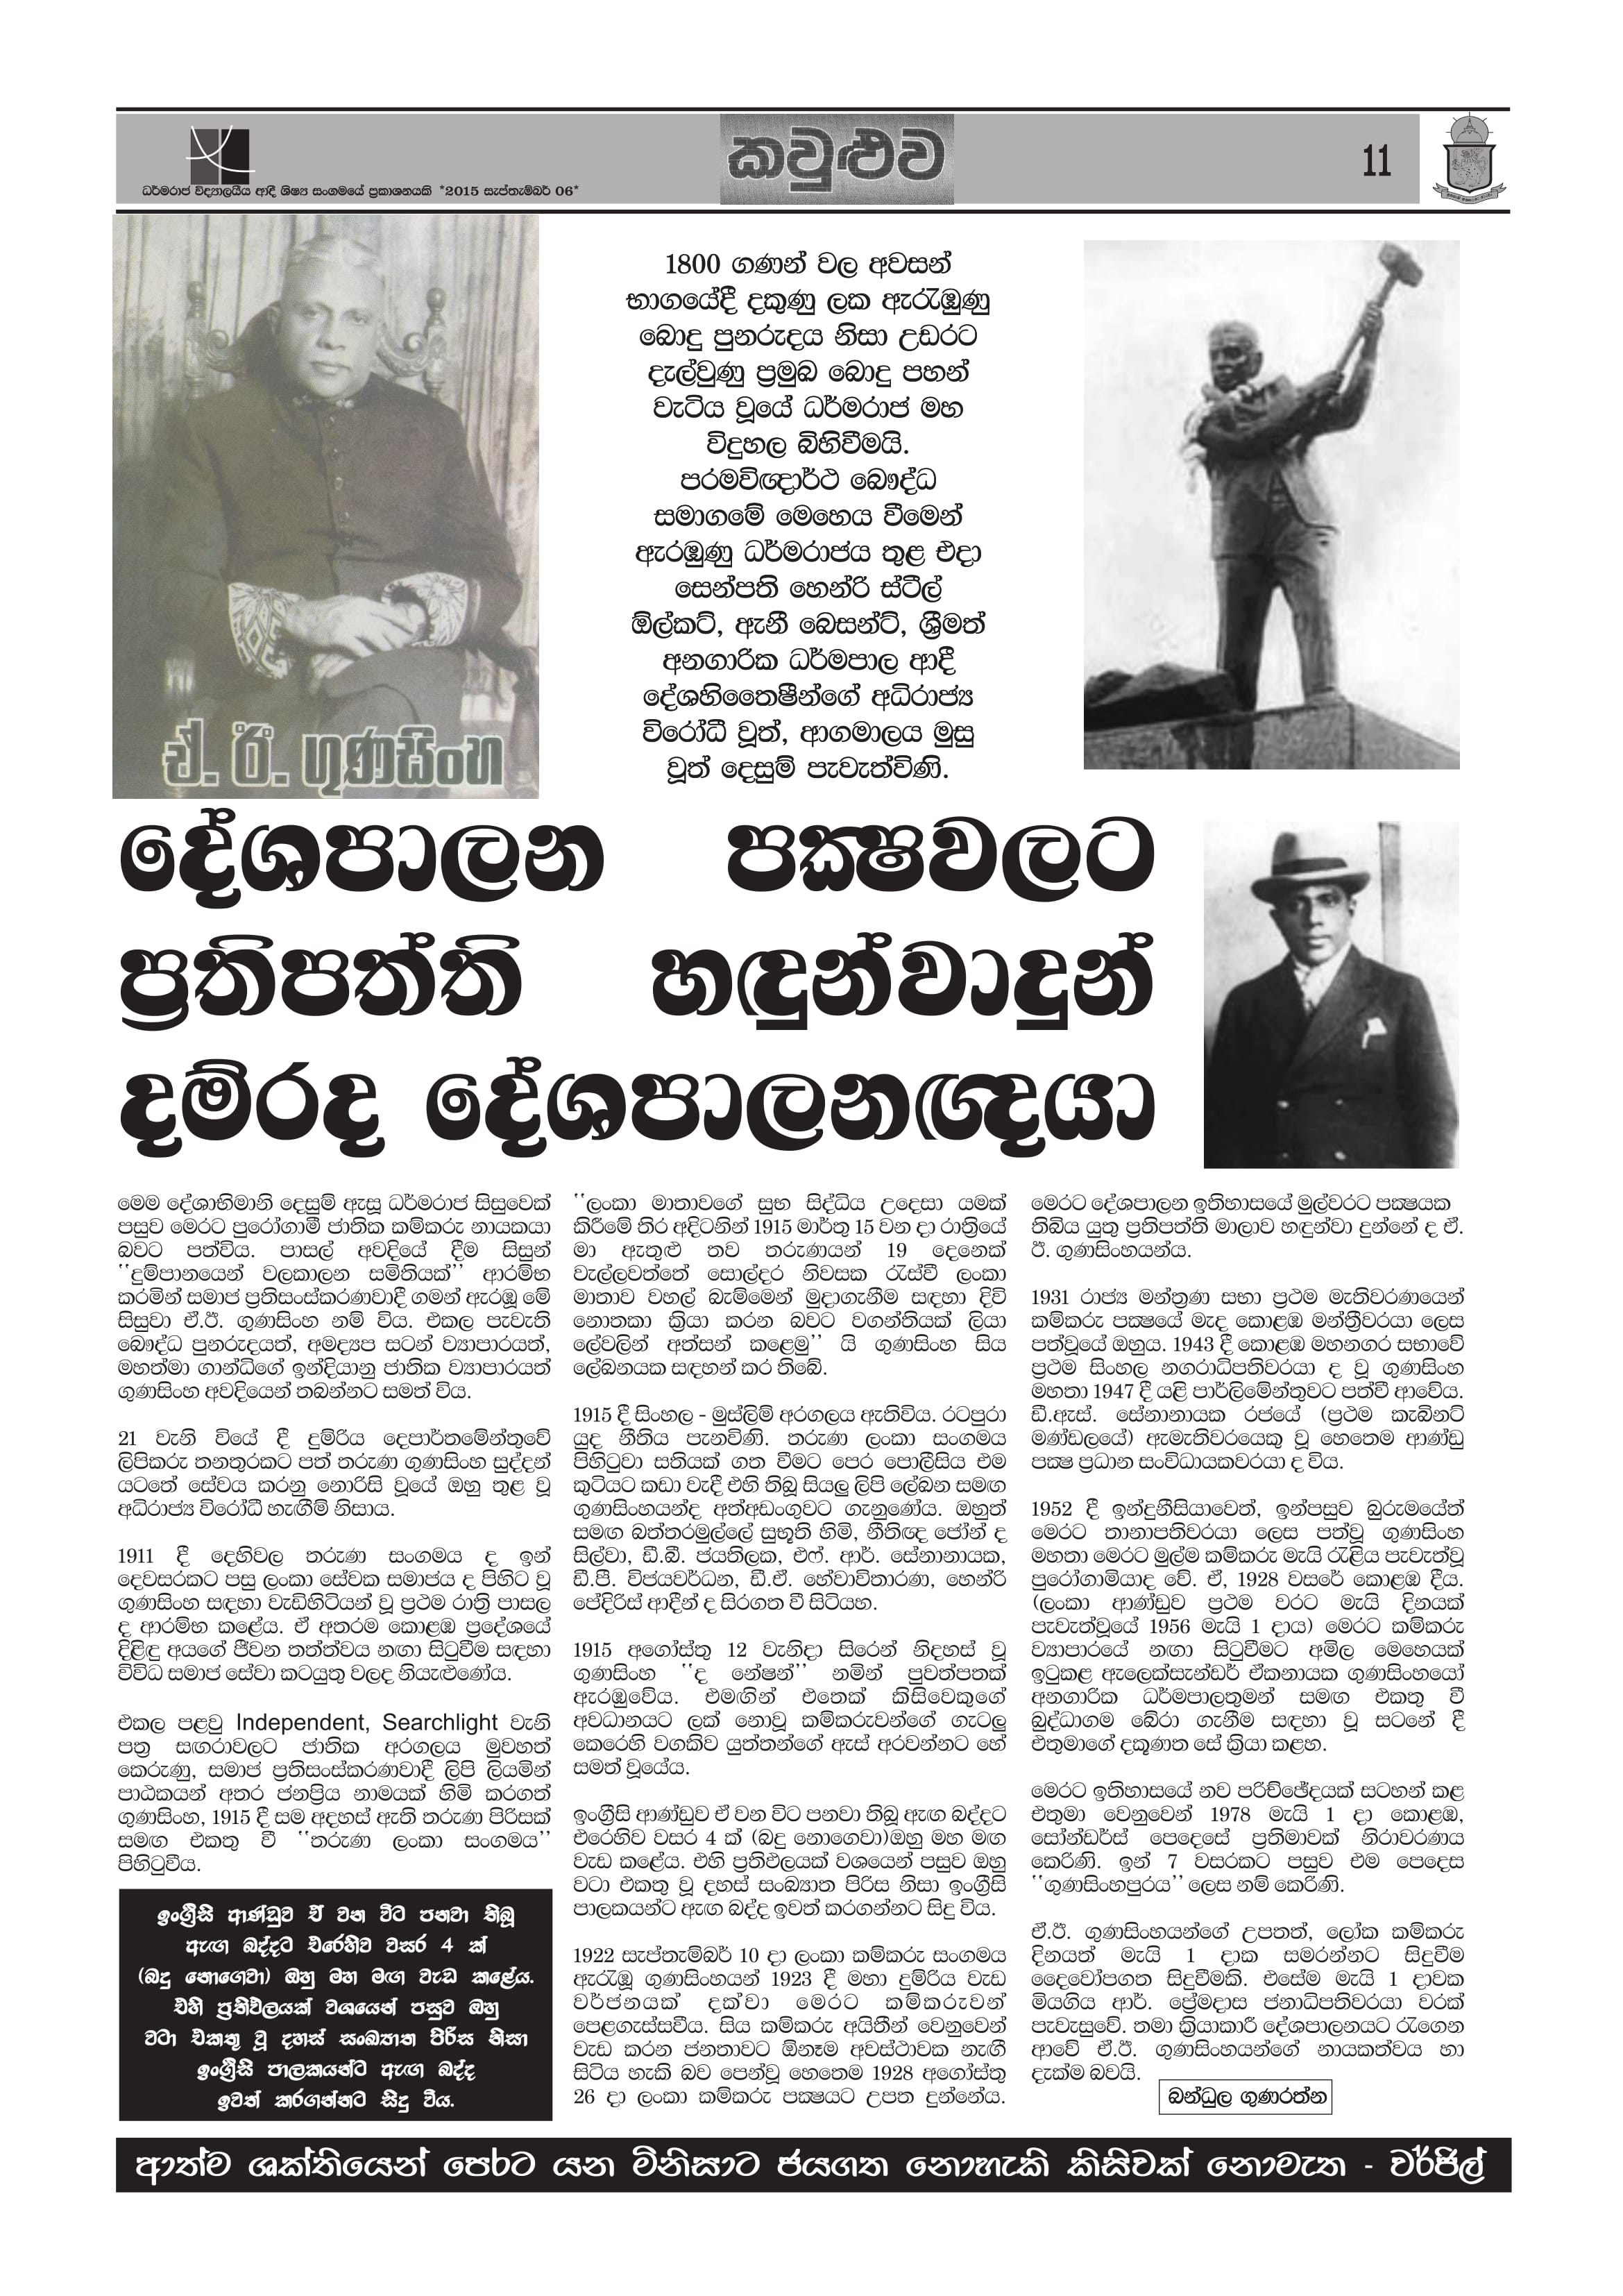 ධර්මරාජ විද්‍යාලයීය ආදි ශිෂ්‍ය සංගමයේ ප්‍රකාශනයකි *2015 සැප්තැම්බර් 06*
කවුළුව
11
1800 ගණන් වල අවසන්
භාගයේදී දකුණු ලක ඇරැඹුණු
බොදු පුනරුදය නිසා උඩරට
දැල්වුණු ප්‍රමුඛ බොදු පහන්
වැටිය වූයේ ධර්මරාජ මහ
විදුහල බිහිවීමයි.
පරමවිඥාර්ථ බෞද්ධ
සමාගමේ මෙහෙය වීමෙන්
ඇරඹුණු ධර්මරාජය තුළ එදා
සෙන්පති හෙන්රි ස්ටීල්
ඕල්කට්, ඇනී බෙසන්ට්, ශ්‍රීමත්
අනගාරික ධර්මපාල ආදී
දේශහිතෛෂීන්ගේ අධිරාජ්‍ය
විරෝධී වූත්, ආගමාලය මුසු
වූත් දෙසුම් පැවැත්විණි.
ඒ. ඊ. ගුණසිංහ
දේශපාලන පක්ෂවලට
ප්‍රතිපත්ති හඳුන්වාදුන්
දම්රද දේශපාලනඥයා
මෙම දේශාභිමානි දෙසුම් ඇසූ ධර්මරාජ සිසුවෙක්
පසුව මෙරට පුරෝගාමී ජාතික කම්කරු නායකයා
බවට පත්විය. පාසල් අවදියේ දීම සිසුන්
"දුම්පානයෙන් වලකාලන සමිතියක්" ආරම්භ
කරමින් සමාජ ප්‍රතිසංස්කරණවාදී ගමන් ඇරඹූ මේ
සිසුවා ඒ.ඊ. ගුණසිංහ නම් විය. එකල පැවැති
බෞද්ධ පුනරුදයත්, අමද්‍යප සටන් ව්‍යාපාරයත්,
මහත්මා ගාන්ධිගේ ඉන්දියානු ජාතික ව්‍යාපාරයත්
ගුණසිංහ අවදියෙන් තබන්නට සමත් විය.
21 වැනි වියේ දී දුම්රිය දෙපාර්තමේන්තුවේ
ලිපිකරු තනතුරකට පත් තරුණ ගුණසිංහ සුද්දන්
යටතේ සේවය කරනු නොරිසි වූයේ ඔහු තුළ වූ
අධිරාජ්‍ය විරෝධී හැඟීම් නිසාය.
1911 දී දෙහිවල තරුණ සංගමය ද ඉන්
දෙවසරකට පසු ලංකා සේවක සමාජය ද පිහිට වූ
ගුණසිංහ සඳහා වැඩිහිටියන් වූ ප්‍රථම රාත්‍රි පාසල
ද ආරම්භ කළේය. ඒ අතරම කොළඹ ප්‍රදේශයේ
දිළිඳු අයගේ ජීවන තත්ත්වය නඟා සිටුවීම සඳහා
විවිධ සමාජ සේවා කටයුතු වලද නියැළුණේය.
එකල පළවූ Independent, Searchlight වැනි
පත්‍ර සඟරාවලට ජාතික අරගලය මුවහත්
කෙරුණු, සමාජ ප්‍රතිසංස්කරණවාදී ලිපි ලියමින්
පාඨකයන් අතර ජනප්‍රිය නාමයක් හිමි කරගත්
ගුණසිංහ, 1915 දී සම අදහස් ඇති තරුණ පිරිසක්
සමඟ එකතු වී "තරුණ ලංකා සංගමය"
පිහිටුවීය.
ඉංග්‍රීසි ආණ්ඩුව ඒ වන විට පනවා තිබූ
ඇඟ බද්දට එරෙහිව වසර 4 ක්
(බදු නොගෙවා) ඔහු මහ මඟ වැඩ කළේය.
එහි ප්‍රතිඵලයක් වශයෙන් පසුව ඔහු
වටා එකතූ වූ දහස් සංඛ්‍යාත පිරිස නිසා
ඉංග්‍රීසි පාලකයන්ට ඇඟ බද්ද
ඉවත් කරගන්නට සිදු විය.
"ලංකා මාතාවගේ සුභ සිද්ධිය උදෙසා යමක්
කිරීමේ තිර අදිටනින් 1915 මාර්තු 15 වන දා රාත්‍රියේ
මා ඇතුළු තව තරුණයන් 19 දෙනෙක්
වැල්ලවත්තේ සොල්දර නිවසක රැස්වී ලංකා
මාතාව වහල් බැම්මෙන් මුදාගැනීම සඳහා දිවි
නොතකා ක්‍රියා කරන බවට වගන්තියක් ලියා
ලේවලින් අත්සන් කළෙමු" යි ගුණසිංහ සිය
ලේඛනයක සඳහන් කර තිබේ.
1915 දී සිංහල - මුස්ලිම් අරගලය ඇතිවිය. රටපුරා
යුද නීතිය පැනවිණි. තරුණ ලංකා සංගමය
පිහිටුවා සතියක් ගත වීමට පෙර පොලීසිය එම
කුටියට කඩා වැදී එහි තිබූ සියලු ලිපි ලේඛන සමඟ
ගුණසිංහයන්ද අත්අඩංගුවට ගැනුණේය. ඔහුත්
සමඟ බත්තරමුල්ලේ සුභූති හිමි, නීතිඥ ජෝන් ද
සිල්වා, ඩී.බී. ජයතිලක, එෆ්. ආර්. සේනානායක,
ඩී.පී. විජයවර්ධන, ඩී.ඒ. හේවාවිතාරණ, හෙන්රි
පේදිරිස් ආදීන් ද සිරගත වී සිටියහ.
1915 අගෝස්තු 12 වැනිදා සිරෙන් නිදහස් වූ
ගුණසිංහ "ද නේෂන්" නමින් පුවත්පතක්
ඇරඹුවේය. එමඟින් එතෙක් කිසිවෙකුගේ
අවධානයට ලක් නොවූ කම්කරුවන්ගේ ගැටලු
කෙරෙහි වගකිව යුත්තන්ගේ ඇස් අරවන්නට හේ
සමත් වූයේය.
ඉංග්‍රීසි ආණ්ඩුව ඒ වන විට පනවා තිබූ ඇඟ බද්දට
එරෙහිව වසර 4 ක් (බදු නොගෙවා)ඔහු මහ මඟ
වැඩ කළේය. එහි ප්‍රතිඵලයක් වශයෙන් පසුව ඔහු
වටා එකතු වූ දහස් සංඛ්‍යාත පිරිස නිසා ඉංග්‍රීසි
පාලකයන්ට ඇඟ බද්ද ඉවත් කරගන්නට සිදු විය.
1922 සැප්තැම්බර් 10 දා ලංකා කම්කරු සංගමය
ඇරැඹූ ගුණසිංහයන් 1923 දී මහා දුම්රිය වැඩ
වර්ජනයක් දක්වා මෙරට කම්කරුවන්
පෙළගැස්සවීය. සිය කම්කරු අයිතීන් වෙනුවෙන්
වැඩ කරන ජනතාවට ඕනෑම අවස්ථාවක නැගී
සිටිය හැකි බව පෙන්වූ හෙතෙම 1928 අගෝස්තු
26 දා ලංකා කම්කරු පක්ෂයට උපත දුන්නේය.
මෙරට දේශපාලන ඉතිහාසයේ මුල්වරට පක්ෂයක
තිබිය යුතු ප්‍රතිපත්ති මාලාව හඳුන්වා දුන්නේ ද ඒ.
ඊ. ගුණසිංහයන්ය.
1931 රාජ්‍ය මන්ත්‍රණ සභා ප්‍රථම මැතිවරණයෙන්
කම්කරු පක්ෂයේ මැද කොළඹ මන්ත්‍රීවරයා ලෙස
පත්වූයේ ඔහුය. 1943 දී කොළඹ මහනගර සභාවේ
ප්‍රථම සිංහල නගරාධිපතිවරයා ද වූ ගුණසිංහ
මහතා 1947 දී යළි පාර්ලිමේන්තුවට පත්වී ආවේය.
ඩී.ඇස්. සේනානායක රජයේ (ප්‍රථම කැබිනට්
මණ්ඩලයේ) ඇමැතිවරයෙකු වූ හෙතෙම ආණ්ඩු
පක්ෂ ප්‍රධාන සංවිධායකවරයා ද විය.
1952 දී ඉන්දුනීසියාවෙත්, ඉන්පසුව බුරුමයේත්
මෙරට තානාපතිවරයා ලෙස පත්වූ ගුණසිංහ
මහතා මෙරට මුල්ම කම්කරු මැයි රැළිය පැවැත්වූ
පුරෝගාමියාද වේ. ඒ, 1928 වසරේ කොළඹ දීය.
(ලංකා ආණ්ඩුව ප්‍රථම වරට මැයි දිනයක්
පැවැත්වූයේ 1956 මැයි 1 දාය) මෙරට කම්කරු
ව්‍යාපාරයේ නඟා සිටුවීමට අමිල මෙහෙයක්
ඉටුකළ ඇලෙක්සැන්ඩර් ඒකනායක ගුණසිංහයෝ
අනගාරික ධර්මපාලතුමන් සමඟ එකතු වී
බුද්ධාගම බේරා ගැනීම සඳහා වූ සටනේ දී
එතුමාගේ දකුණත සේ ක්‍රියා කළහ.
මෙරට ඉතිහාසයේ නව පරිච්ඡේදයක් සටහන් කළ
එතුමා වෙනුවෙන් 1978 මැයි 1 දා කොළඹ,
සෝන්ඩර්ස් පෙදෙසේ ප්‍රතිමාවක් නිරාවරණය
කෙරිණි. ඉන් 7 වසරකට පසුව එම පෙදෙස
"ගුණසිංහපුරය" ලෙස නම් කෙරිණි.
ඒ.ඊ. ගුණසිංහයන්ගේ උපතත්, ලෝක කම්කරු
දිනයත් මැයි 1 දාක සමරන්නට සිදුවීම
දෛවෝපගත සිදුවීමකි. එසේම මැයි 1 දාවක
මියගිය ආර්. ප්‍රේමදාස ජනාධිපතිවරයා වරක්
පැවැසුවේ. තමා ක්‍රියාකාරී දේශපාලනයට රැගෙන
ආවේ ඒ.ඊ. ගුණසිංහයන්ගේ නායකත්වය හා
දැක්ම බවයි.
බන්ධුල ගුණරත්න
ආත්ම ශක්තියෙන් පෙරට යන මිනිසාට ජයගත නොහැකි කිසිවක් නොමැත - වර්ජිල්